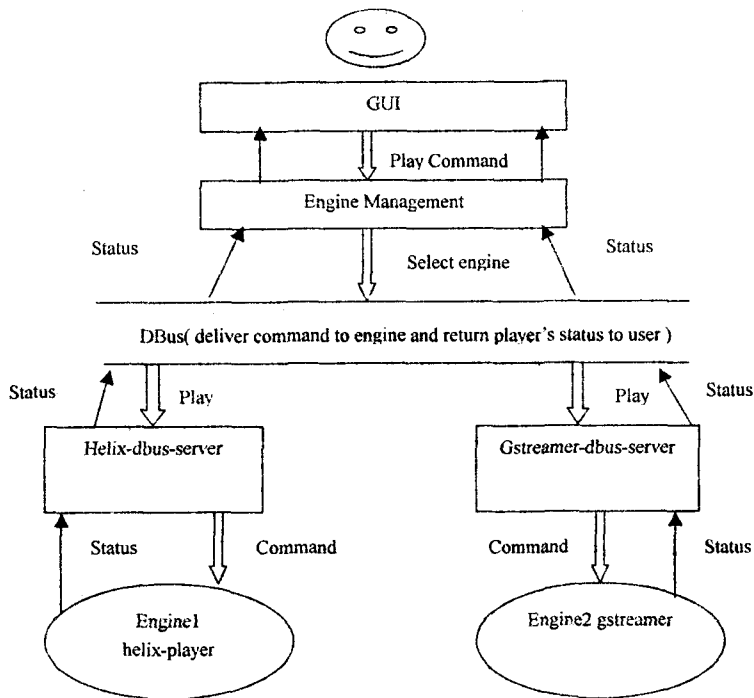 GUI
Play Command
Engine Management
Status
Status
Select engine
DBus( deliver command to engine and return player's status to user )
Status
Play
Play
Status
Helix-dbus-server
Gstreamer-dbus-server
Status
Command
Command
Status
Engine1
helix-player
Engine2 gstreamer